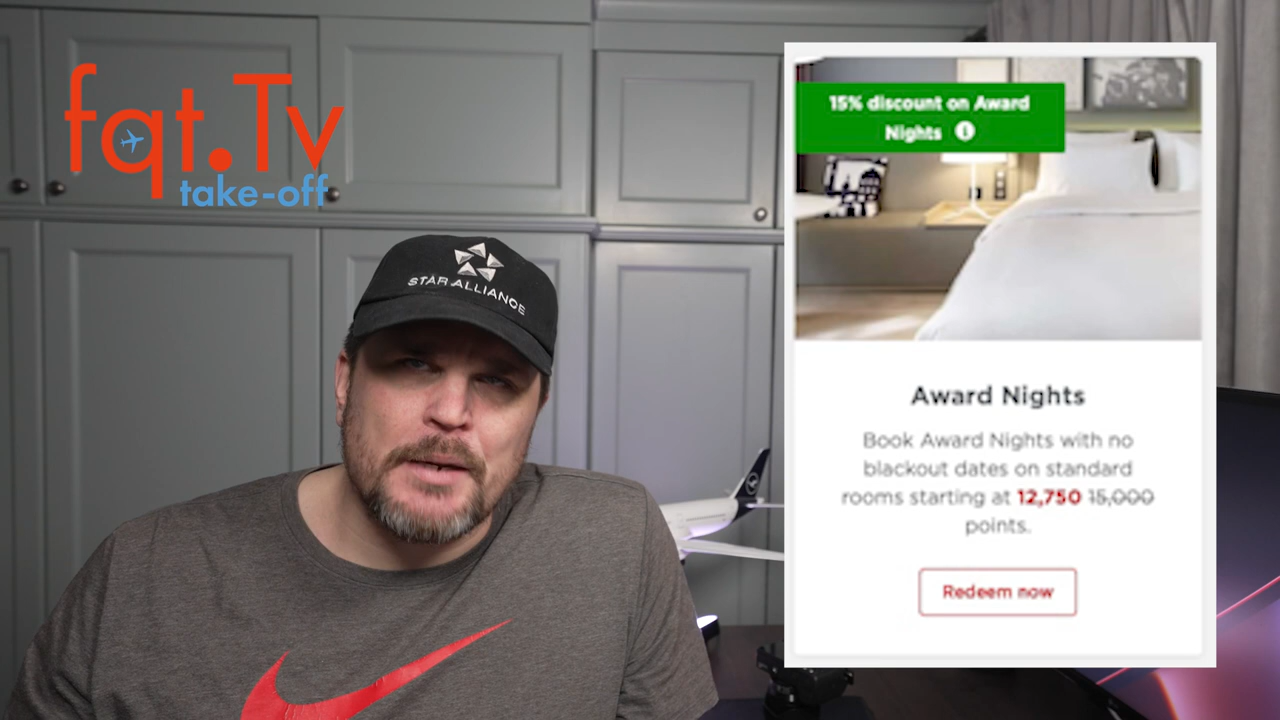 fqt.Tv
take-off
STAR ALLIANCE
15% discount on Award
Nights
Award Nights
Book Award Nights with no
blackout dates on standard
rooms starting at 12,750 15,000
points.
Redeem now